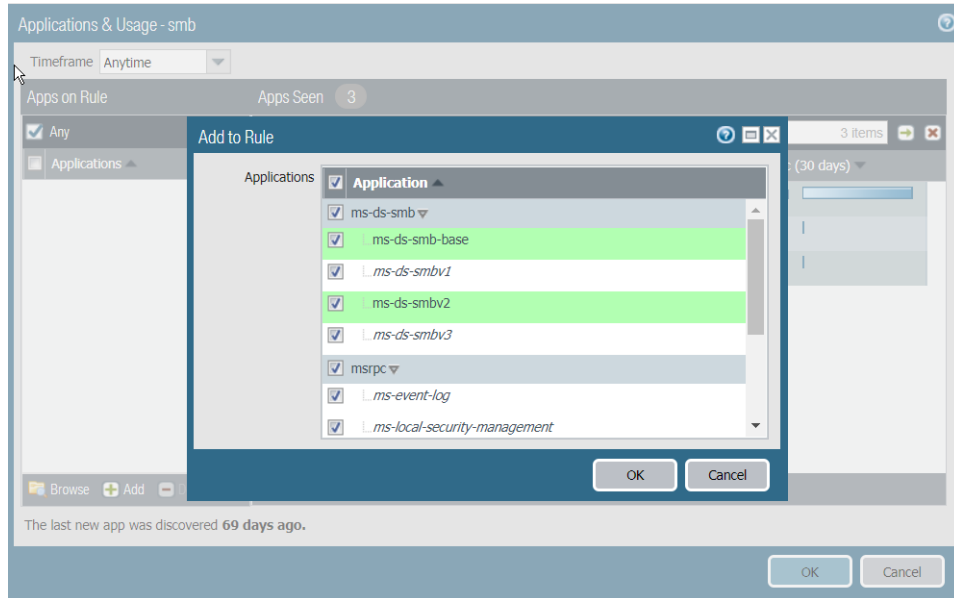 Applications & Usage - smb
Timeframe Anytime
Apps on Rule Apps Seen 3
Any
3 items
Add to Rule
Applications
(30 days)
Applications
Application
ms-ds-smb
ms-ds-smb-base
ms-ds-smbv1
ms-ds-smbv2
ms-ds-smbv3
msrpc
ms-event-log
ms-local-security-management
OK Cancel
Browse Add
The last new app was discovered 69 days ago.
OK Cancel